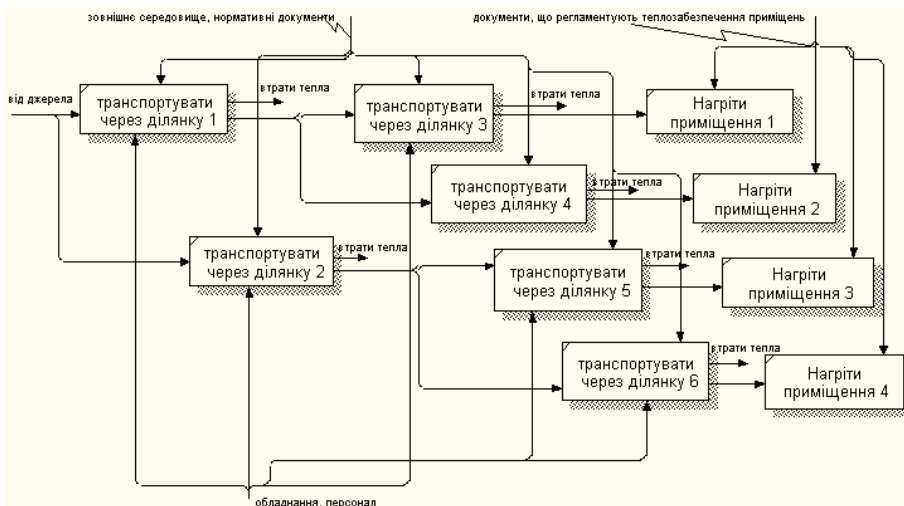 зовнішнє середовище, нормативні документи
документи, що регламентують теплозабезпечення приміщень
від джерела
транспортувати
через ділянку 1
втрати тепла
транспортувати
через ділянку 3
втрати тепла
Нагріти
приміщення 1
транспортувати
через ділянку 4
втрати тепла
Нагріти
приміщення 2
транспортувати
через ділянку 2
втрати тепла
транспортувати
через ділянку 5
втрати тепла
Нагріти
приміщення 3
транспортувати
через ділянку 6
втрати тепла
Нагріти
приміщення 4
обладнання, персонал